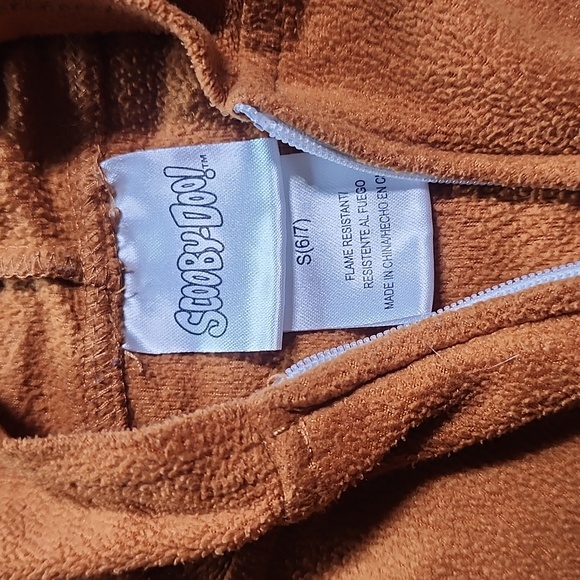 SCOOBY-DOO!™
S(6/7)
FLAME RESISTANT/
RESISTENTE AL FUEGO
MADE IN CHINA/HECHO EN